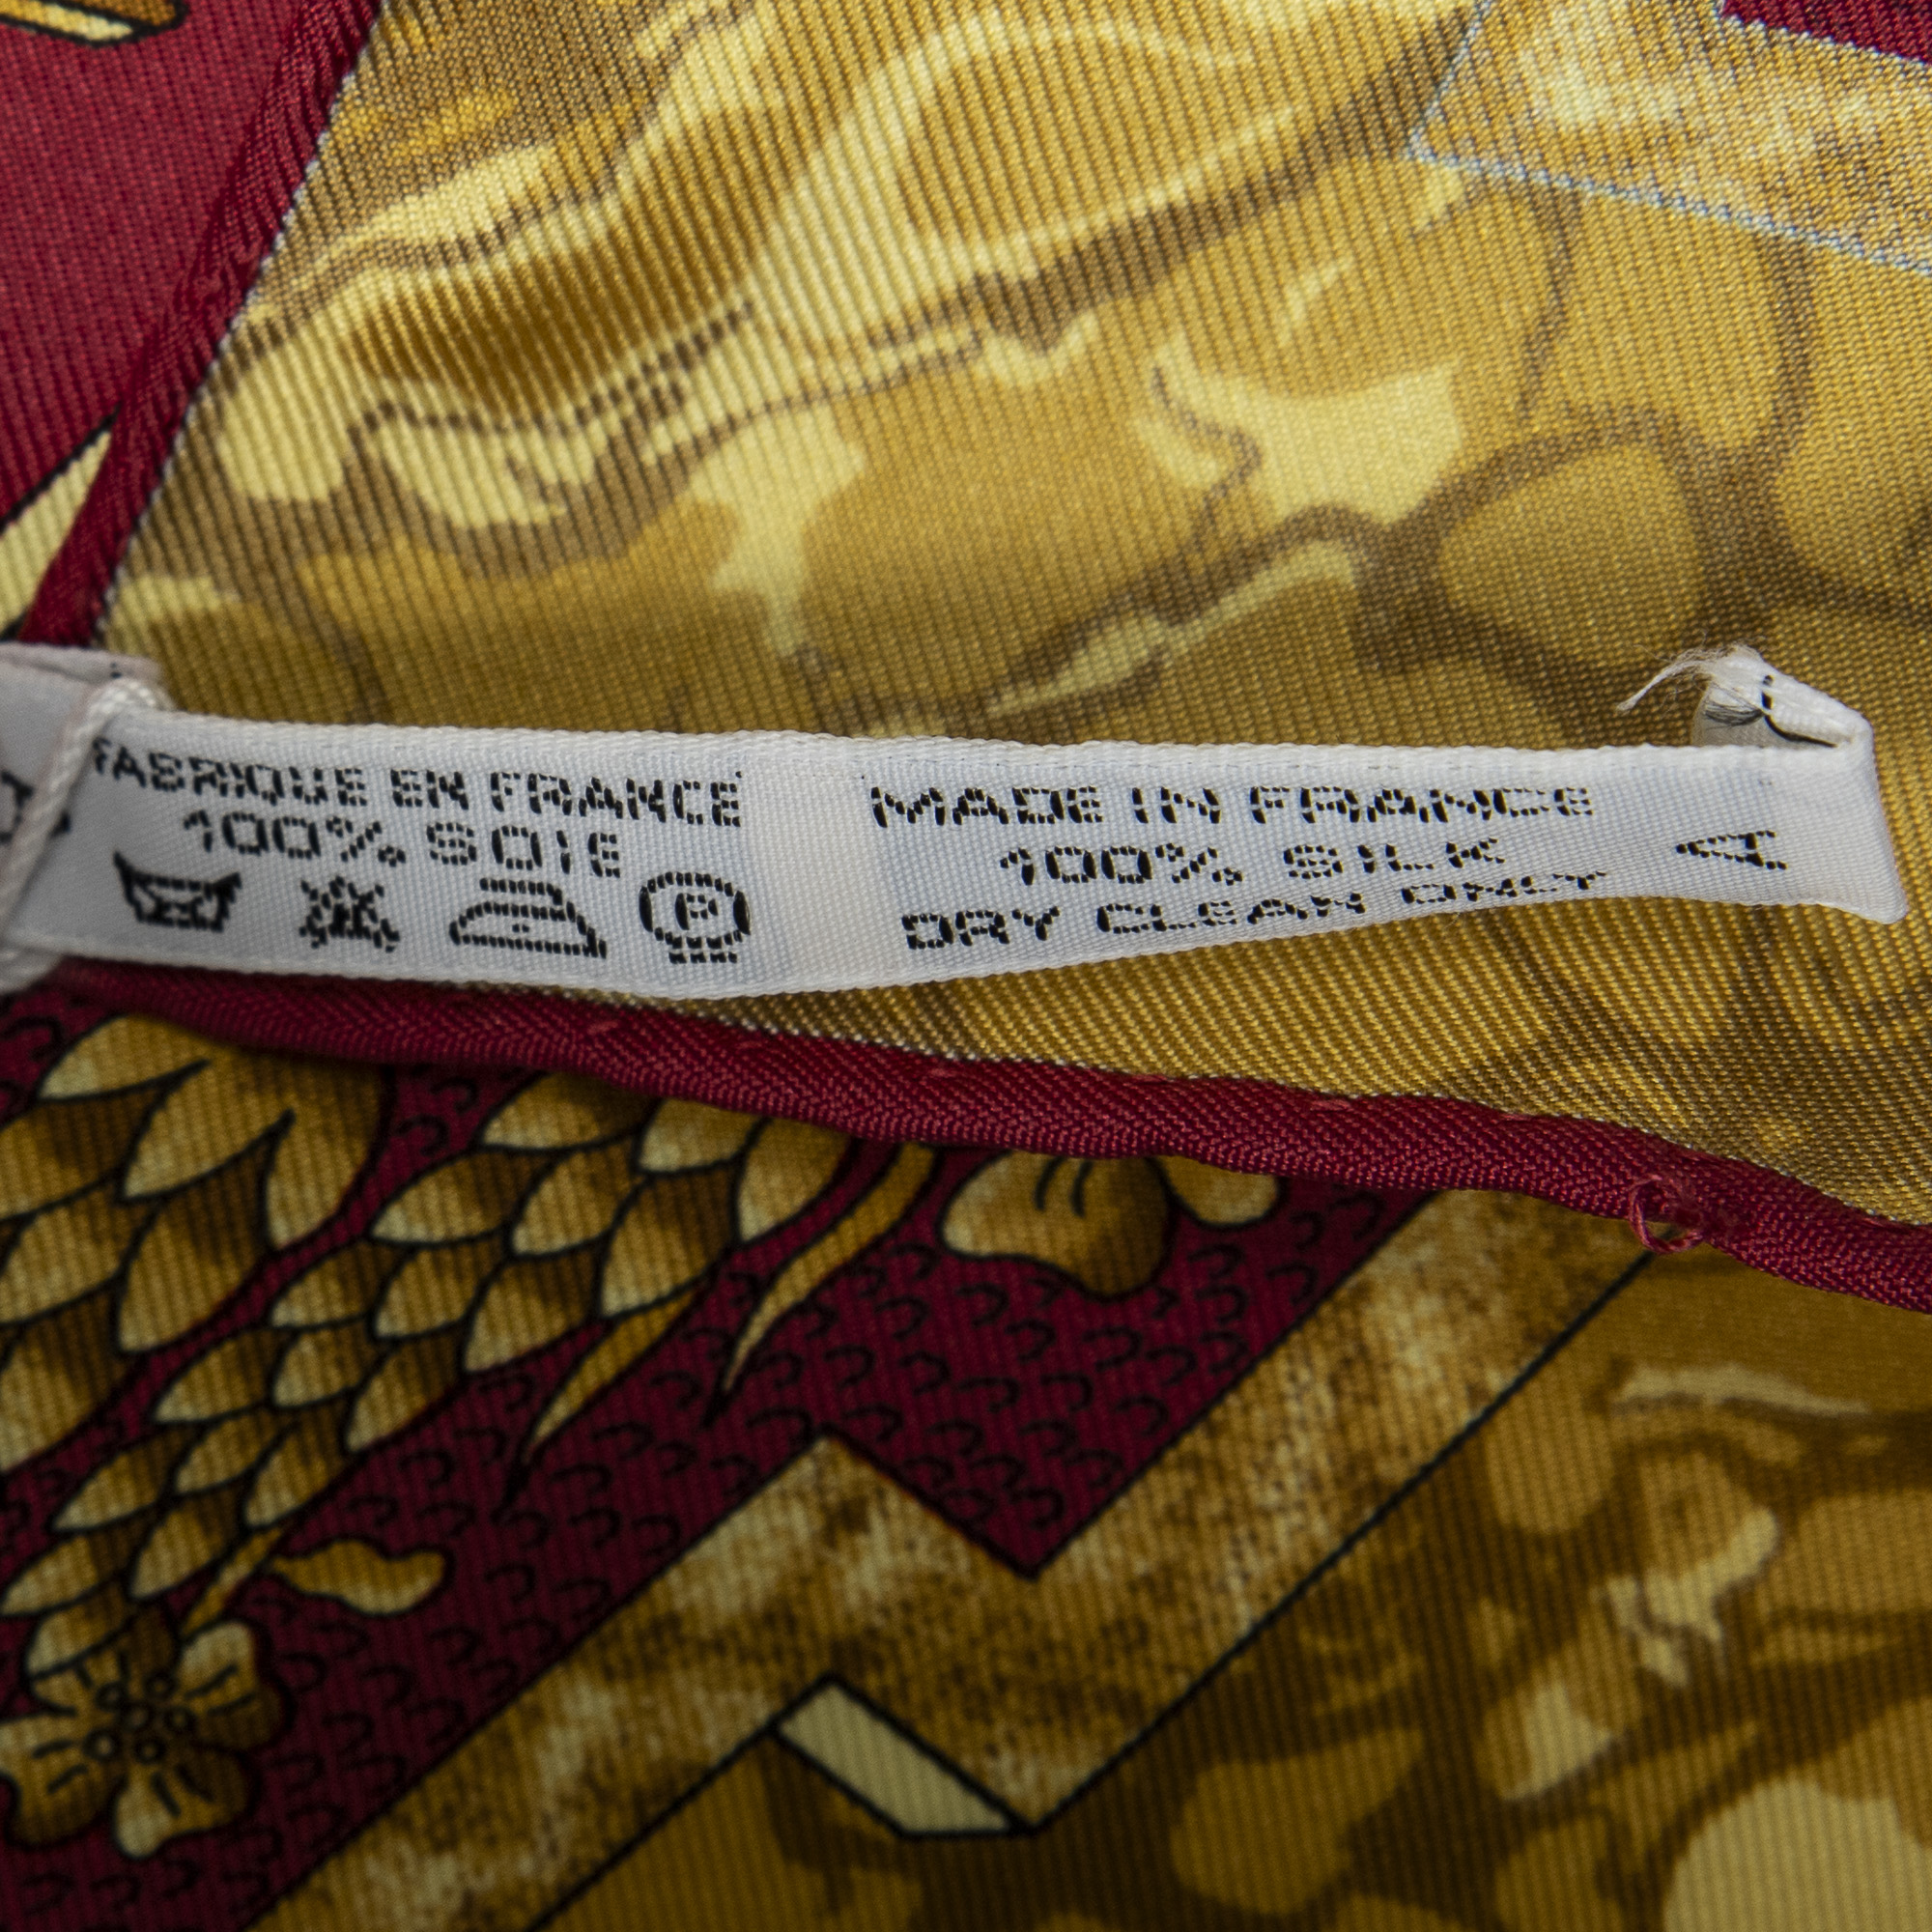 FABRIQUE EN FRANCE
100% SOIE
P
MADE IN FRANCE
100% SILK
DRY CLEAN ONLY
A